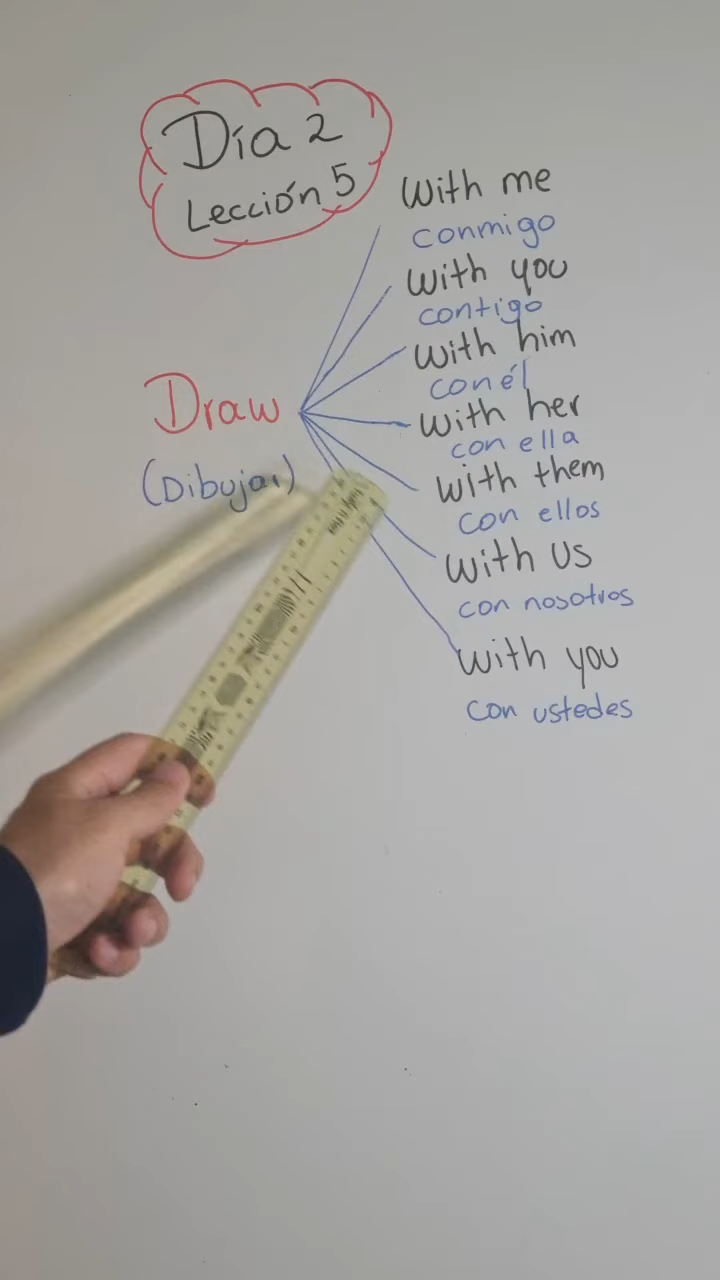 Día 2
Lección 5
Draw
(Dibujar)
with me
conmigo
with you
contigo
with him
con él
with her
con ella
with them
con ellos
with us
con nosotros
with you
con ustedes